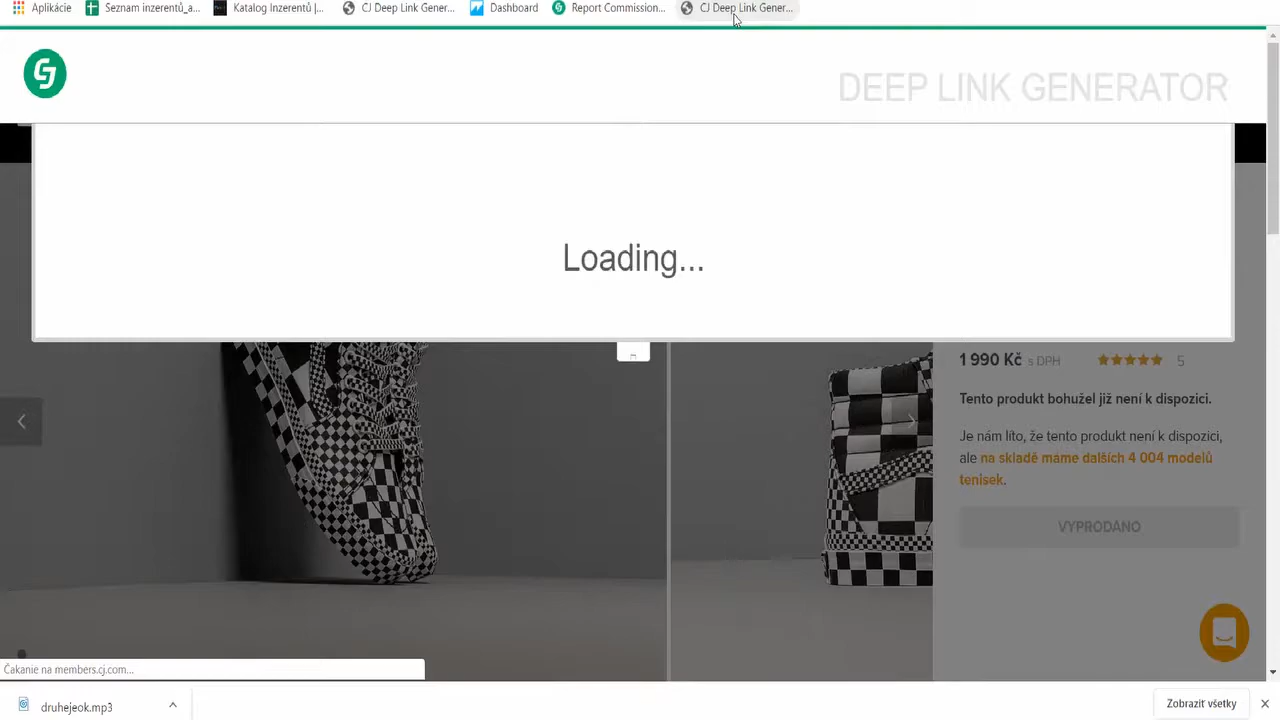 Aplikácie Seznam inzerentů_a... Katalog Inzerentů |... CJ Deep Link Gener... Dashboard Report Commission... CJ Deep Link Gener...
DEEP LINK GENERATOR
Loading...
1 990 Kč s DPH 5
Tento produkt bohužel již není k dispozici.
Je nám líto, že tento produkt není k dispozici,
ale na skladě máme dalších 4 004 modelů
tenisek.
VYPRODÁNO
Čakanie na members.cj.com...
druhejeok.mp3
Zobraziť všetky